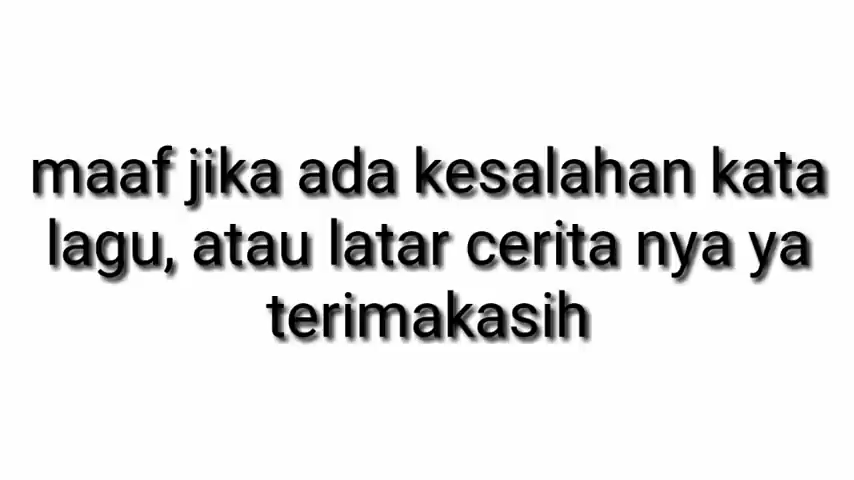 maaf jika ada kesalahan kata
lagu, atau latar cerita nya ya
terimakasih